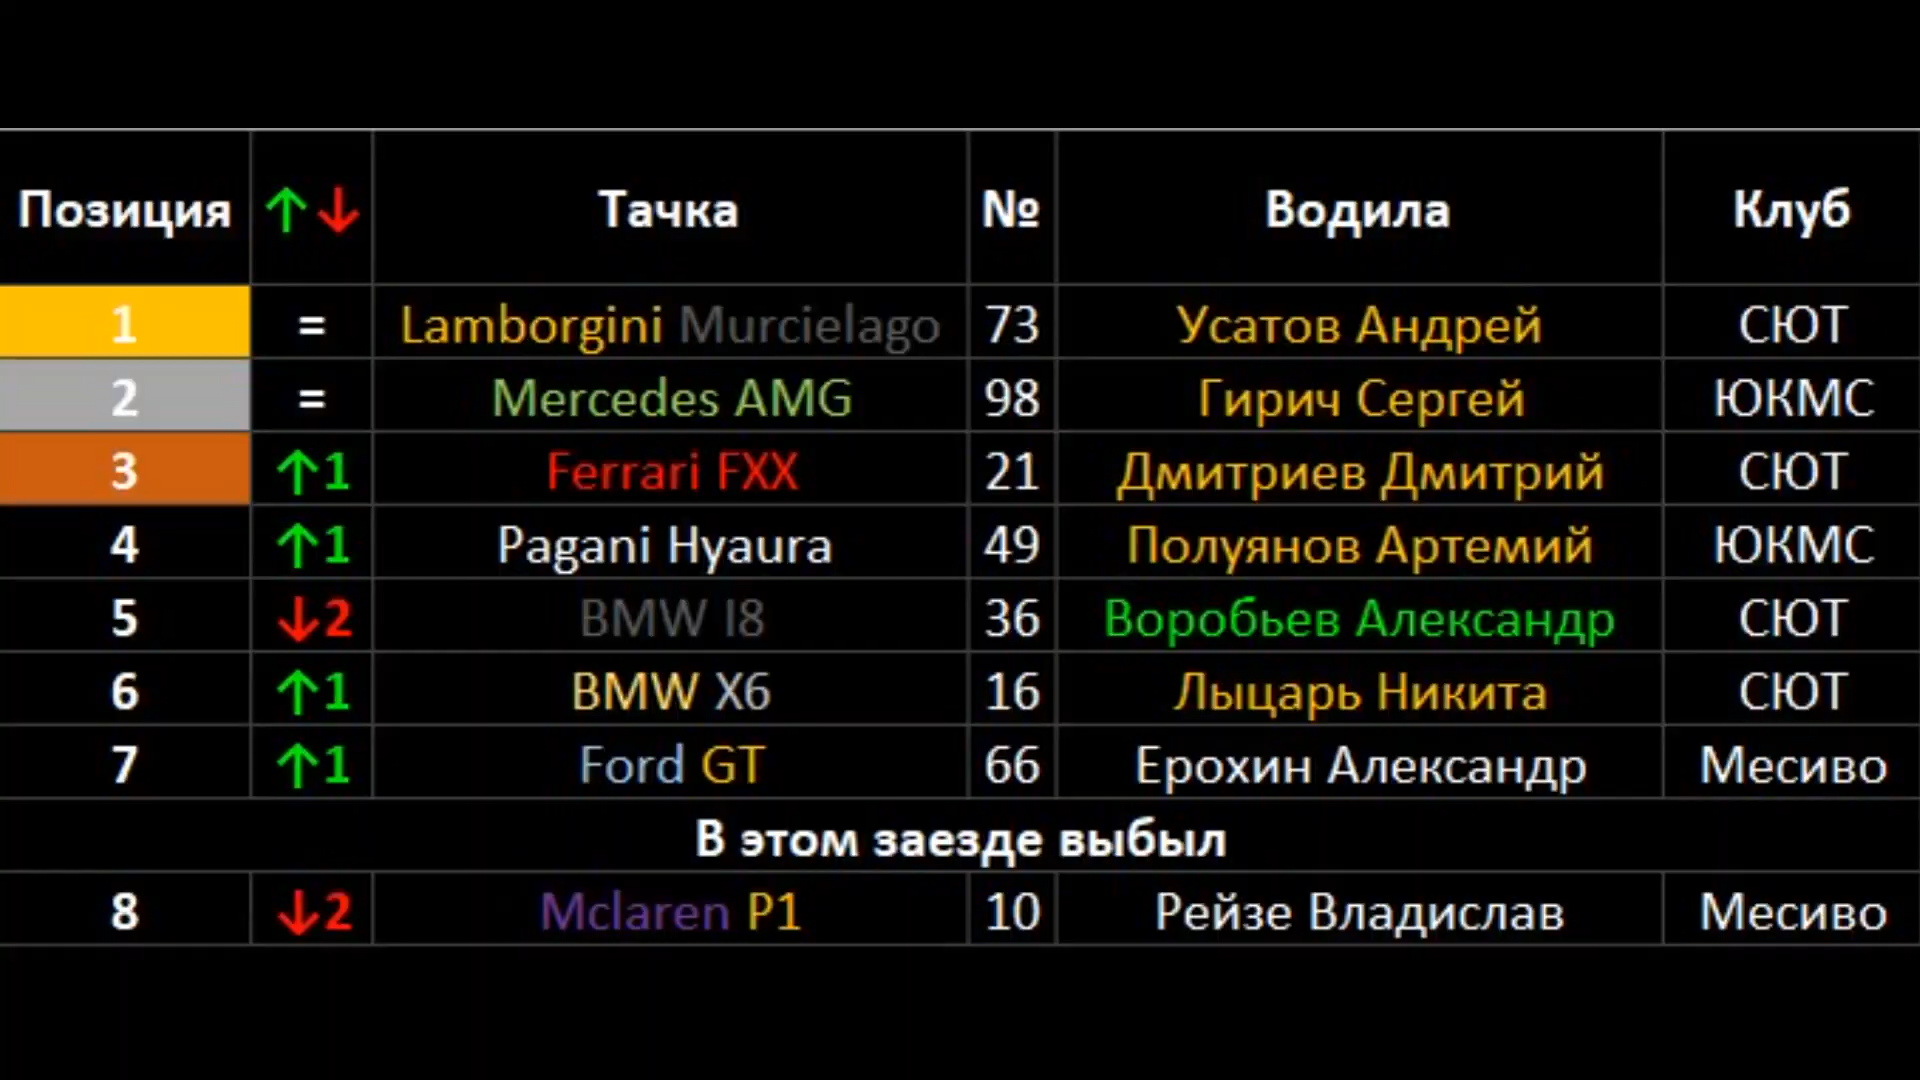 Позиция ↑↓ Тачка № Водила Клуб
1 = Lamborgini Murcielago 73 Усатов Андрей СЮТ
2 = Mercedes AMG 98 Гирич Сергей ЮКМС
3 ↑1 Ferrari FXX 21 Дмитриев Дмитрий СЮТ
4 ↑1 Pagani Hyaura 49 Полуянов Артемий ЮКМС
5 ↓2 BMW I8 36 Воробьев Александр СЮТ
6 ↑1 BMW X6 16 Лыцарь Никита СЮТ
7 ↑1 Ford GT 66 Ерохин Александр Месиво
В этом заезде выбыл
8 ↓2 Mclaren P1 10 Рейзе Владислав Месиво